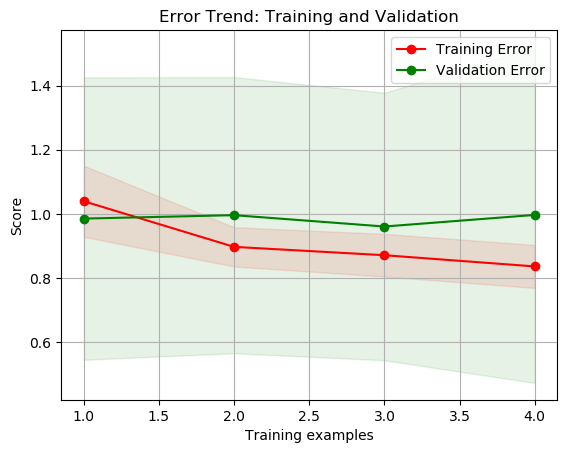 Error Trend: Training and Validation
Training Error
Validation Error
Score
1.4
1.2
1.0
0.8
0.6
1.0 1.5 2.0 2.5 3.0 3.5 4.0
Training examples